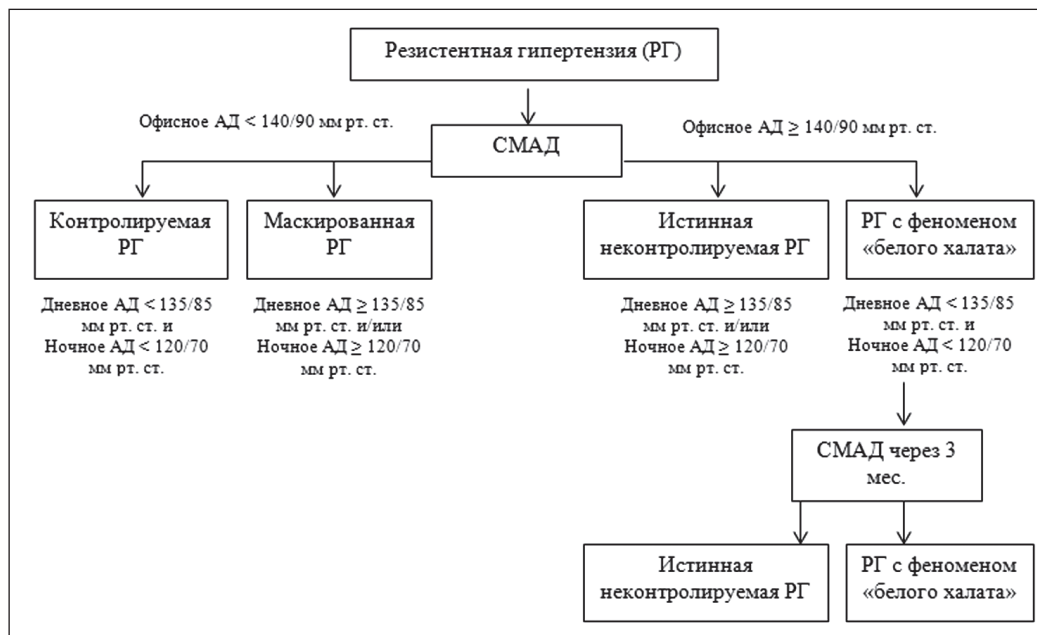 Резистентная гипертензия (РГ)
Офисное АД < 140/90 мм рт. ст.
Офисное АД ≥ 140/90 мм рт. ст.
СМАД
Контролируемая
РГ
Маскированная
РГ
Истинная
неконтролируемая РГ
РГ с феноменом
«белого халата»
Дневное АД < 135/85
мм рт. ст. и
Ночное АД < 120/70
мм рт. ст.
Дневное АД ≥ 135/85
мм рт. ст. и/или
Ночное АД ≥ 120/70
мм рт. ст.
Дневное АД ≥ 135/85
мм рт. ст. и/или
Ночное АД ≥ 120/70
мм рт. ст.
Дневное АД < 135/85
мм рт. ст. и
Ночное АД < 120/70
мм рт. ст.
СМАД через 3
мес.
Истинная
неконтролируемая РГ
РГ с феноменом
«белого халата»